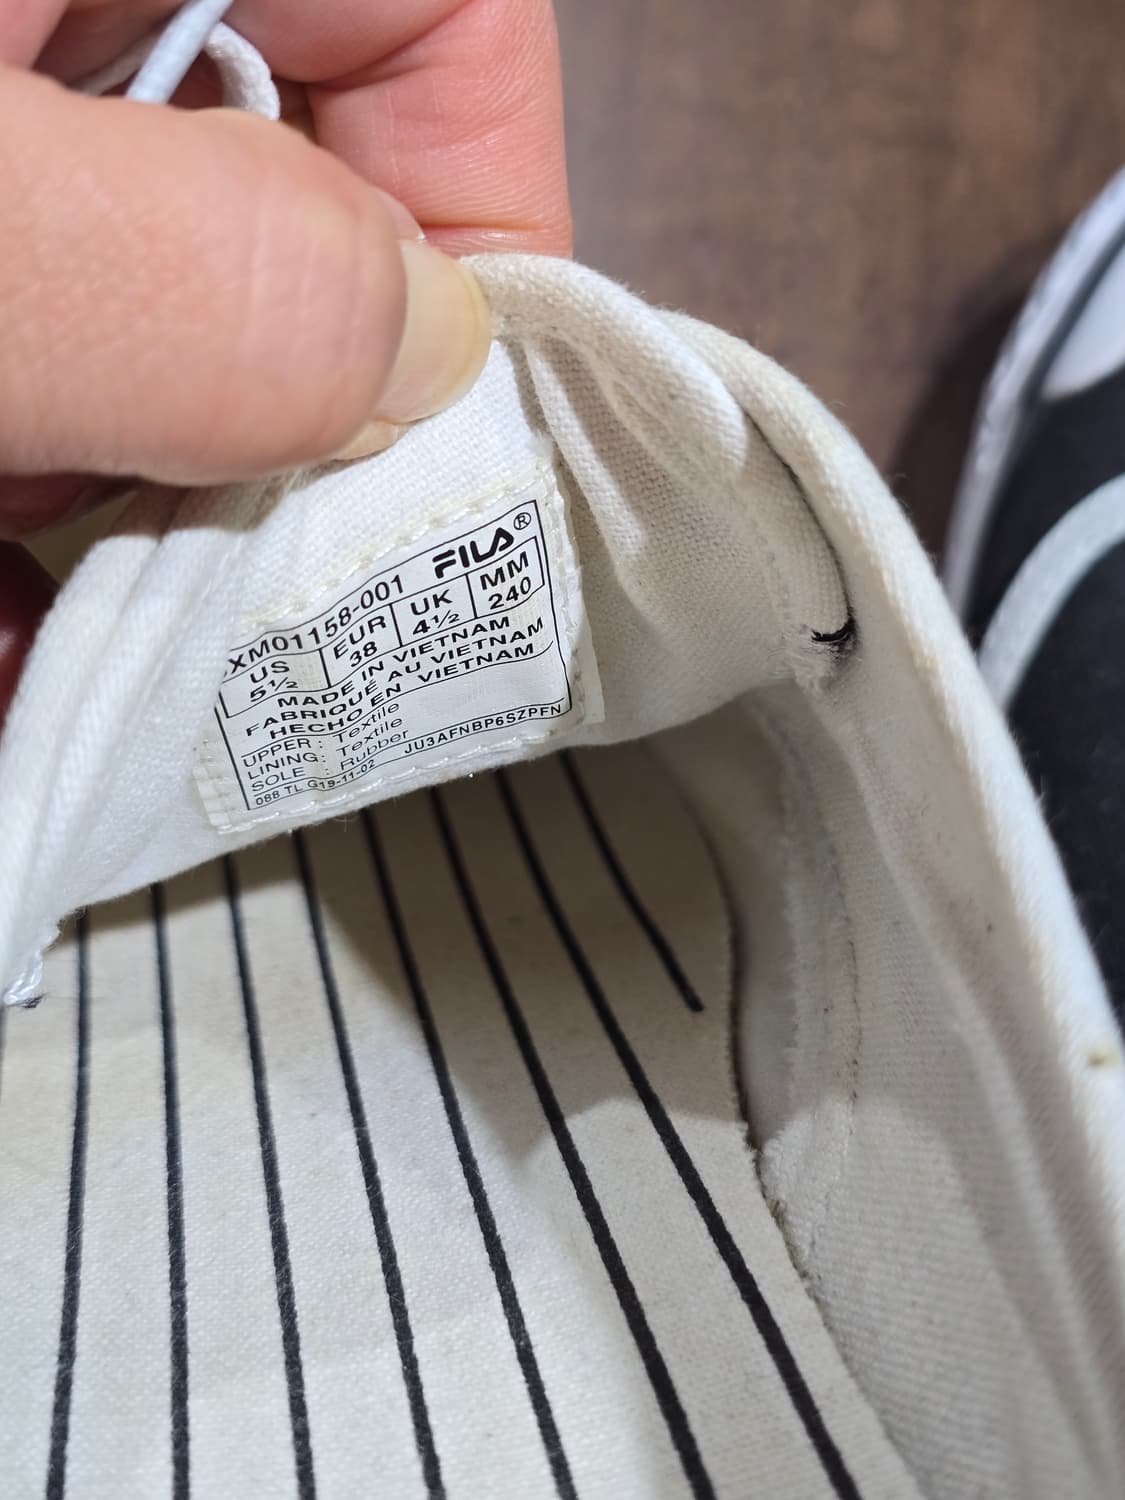 XM01158-001 FILA®
US EUR UK MM
5½ 38 4½ 240
MADE IN VIETNAM
FABRIQUÉ AU VIETNAM
HECHO EN VIETNAM
UPPER : Textile
LINING: Textile
SOLE : Rubber
088 TL G19-11-02 JU3AFNBP6SZPFN